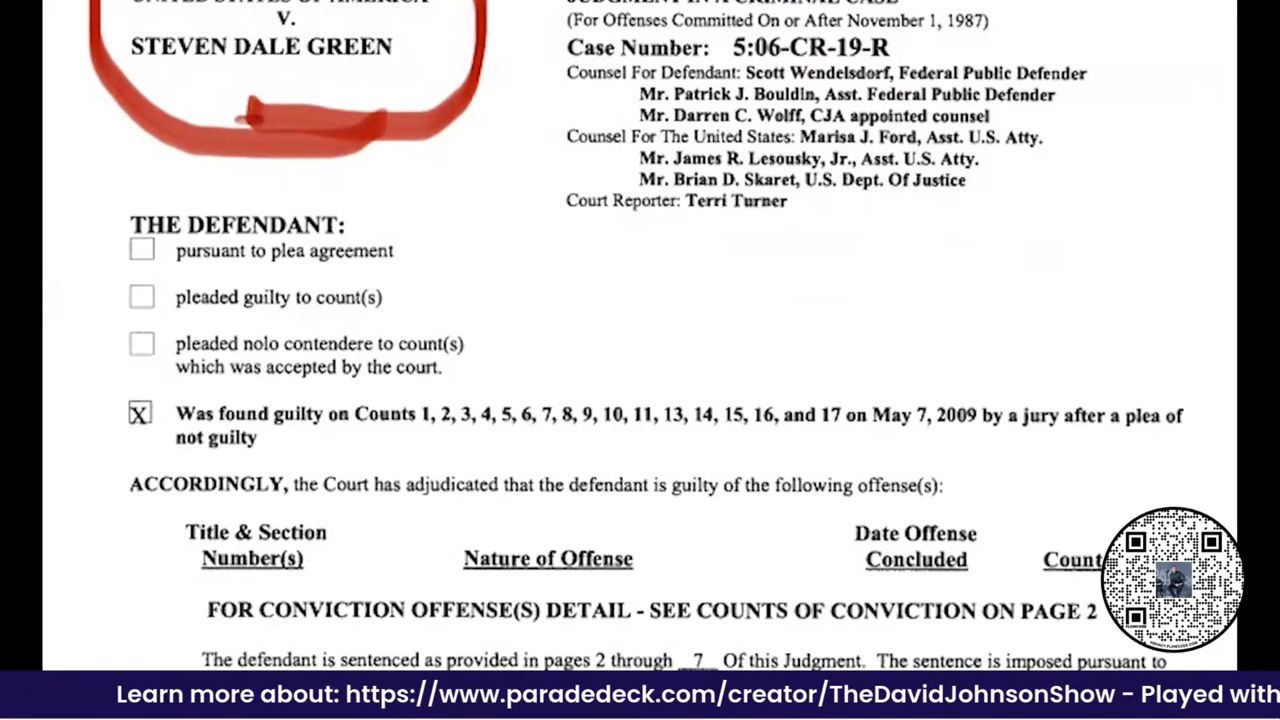 UNITED STATES OF AMERICA
V.
STEVEN DALE GREEN
JUDGMENT IN A CRIMINAL CASE
(For Offenses Committed On or After November 1, 1987)
Case Number: 5:06-CR-19-R
Counsel For Defendant: Scott Wendelsdorf, Federal Public Defender
Mr. Patrick J. Bouldin, Asst. Federal Public Defender
Mr. Darren C. Wolff, CJA appointed counsel
Counsel For The United States: Marisa J. Ford, Asst. U.S. Atty.
Mr. James R. Lesousky, Jr., Asst. U.S. Atty.
Mr. Brian D. Skaret, U.S. Dept. Of Justice
Court Reporter: Terri Turner
THE DEFENDANT:
pursuant to plea agreement
pleaded guilty to count(s)
pleaded nolo contendere to count(s)
which was accepted by the court.
X Was found guilty on Counts 1, 2, 3, 4, 5, 6, 7, 8, 9, 10, 11, 13, 14, 15, 16, and 17 on May 7, 2009 by a jury after a plea of
not guilty
ACCORDINGLY, the Court has adjudicated that the defendant is guilty of the following offense(s):
Title & Section
Number(s)
Nature of Offense
Date Offense
Concluded
Count
FOR CONVICTION OFFENSE(S) DETAIL - SEE COUNTS OF CONVICTION ON PAGE 2
The defendant is sentenced as provided in pages 2 through 7 Of this Judgment. The sentence is imposed pursuant to
Learn more about: https://www.paradedeck.com/creator/TheDavidJohnsonShow - Played with